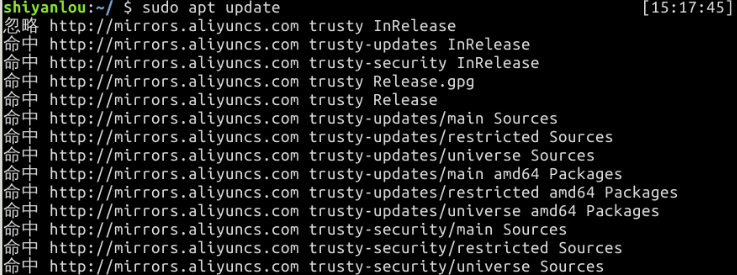 shiyanlou:~/ $ sudo apt update [15:17:45]
忽略 http://mirrors.aliyuncs.com trusty InRelease
命中 http://mirrors.aliyuncs.com trusty-updates InRelease
命中 http://mirrors.aliyuncs.com trusty-security InRelease
命中 http://mirrors.aliyuncs.com trusty Release.gpg
命中 http://mirrors.aliyuncs.com trusty Release
命中 http://mirrors.aliyuncs.com trusty-updates/main Sources
命中 http://mirrors.aliyuncs.com trusty-updates/restricted Sources
命中 http://mirrors.aliyuncs.com trusty-updates/universe Sources
命中 http://mirrors.aliyuncs.com trusty-updates/main amd64 Packages
命中 http://mirrors.aliyuncs.com trusty-updates/restricted amd64 Packages
命中 http://mirrors.aliyuncs.com trusty-updates/universe amd64 Packages
命中 http://mirrors.aliyuncs.com trusty-security/main Sources
命中 http://mirrors.aliyuncs.com trusty-security/restricted Sources
命中 http://mirrors.aliyuncs.com trusty-security/universe Sources